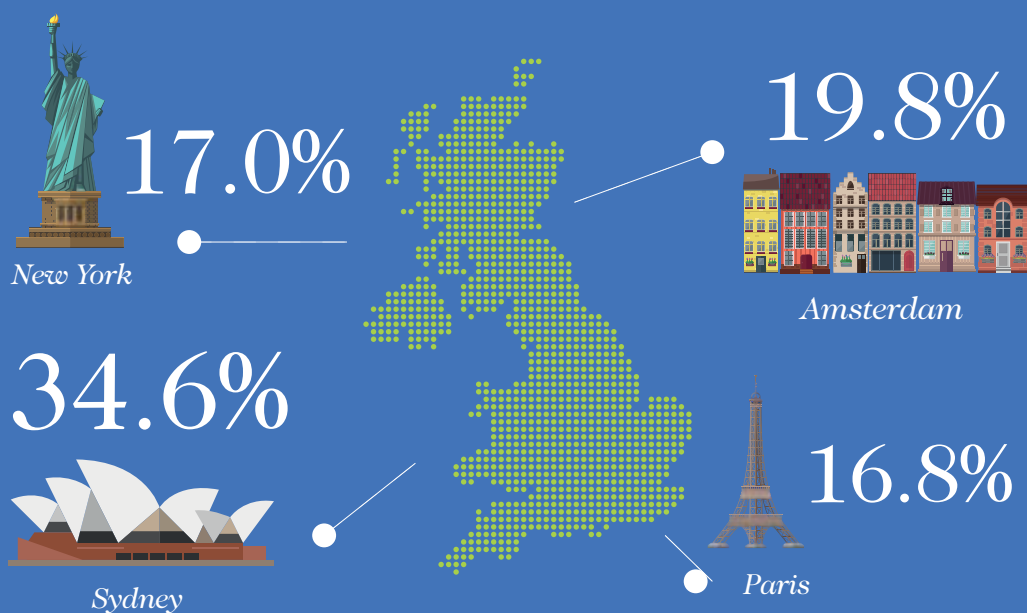 17.0%
New York
19.8%
Amsterdam
34.6%
Sydney
16.8%
Paris